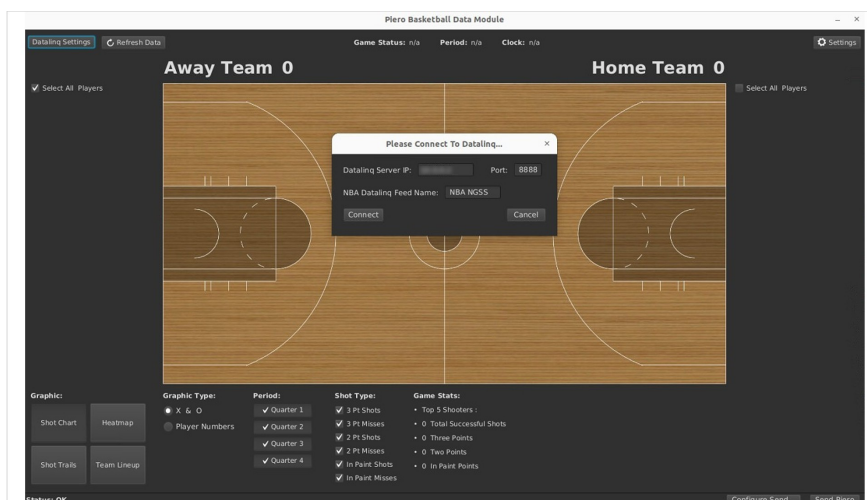 Piero Basketball Data Module
Datalinq Settings Refresh Data Game Status: n/a Period: n/a Clock: n/a Settings
Away Team 0 Home Team 0
Select All Players Select All Players
Please Connect To Datalinq...
Datalinq Server IP: Port: 8888
NBA Datalinq Feed Name: NBA NGSS
Connect Cancel
Graphic: Graphic Type: Period: Shot Type: Game Stats:
X & O Quarter 1 3 Pt Shots • Top 5 Shooters :
Shot Chart Heatmap Player Numbers Quarter 2 3 Pt Misses • 0 Total Successful Shots
2 Pt Shots • 0 Three Points
Quarter 3 2 Pt Misses • 0 Two Points
Shot Trails Team Lineup Quarter 4 In Paint Shots • 0 In Paint Points
In Paint Misses
Status: OK Configure Send... Send Piero